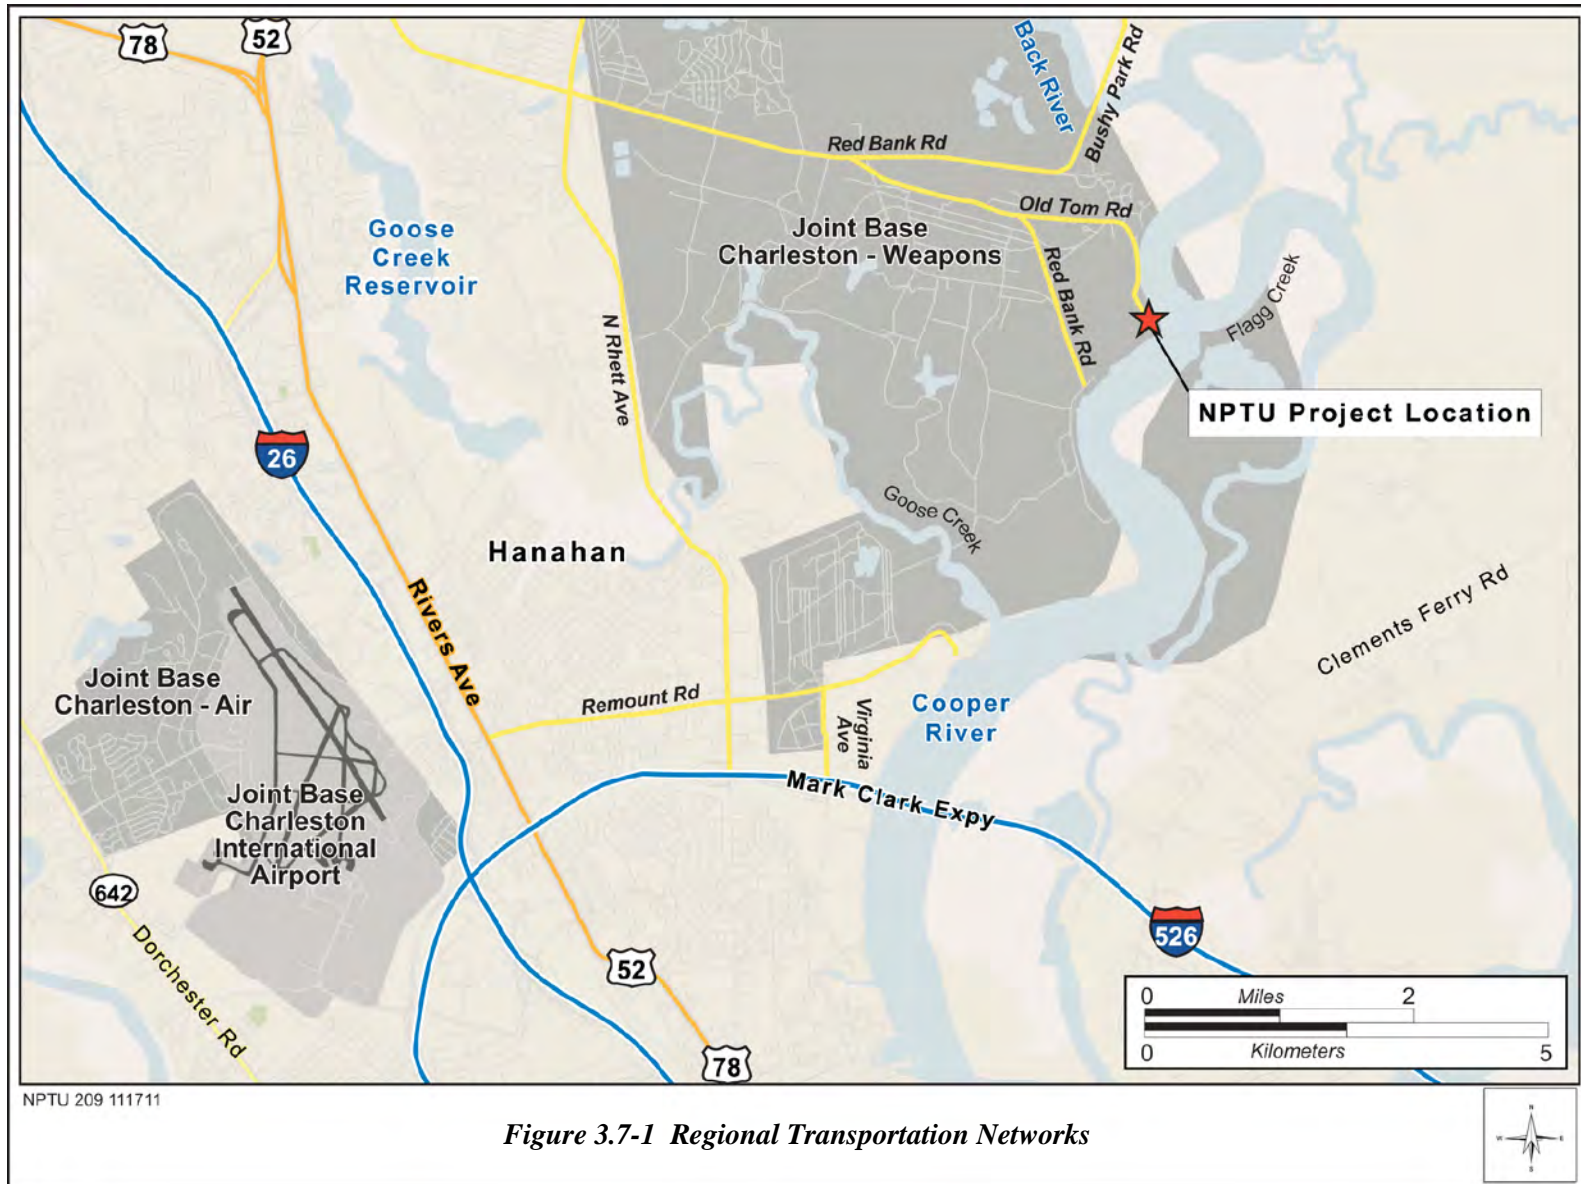 78
52
Back River
Bushy Park Rd
Red Bank Rd
Old Tom Rd
Goose
Creek
Reservoir
Joint Base
Charleston - Weapons
Red Bank Rd
Flagg Creek
N Rhett Ave
NPTU Project Location
26
Goose Creek
Hanahan
Rivers Ave
Clements Ferry Rd
Joint Base
Charleston - Air
Remount Rd
Virginia
Ave
Cooper
River
Mark Clark Expy
Joint Base
Charleston
International
Airport
642
Dorchester Rd
526
52
78
0 Miles 2
0 Kilometers 5
NPTU 209 111711
Figure 3.7-1 Regional Transportation Networks
N
W E
S